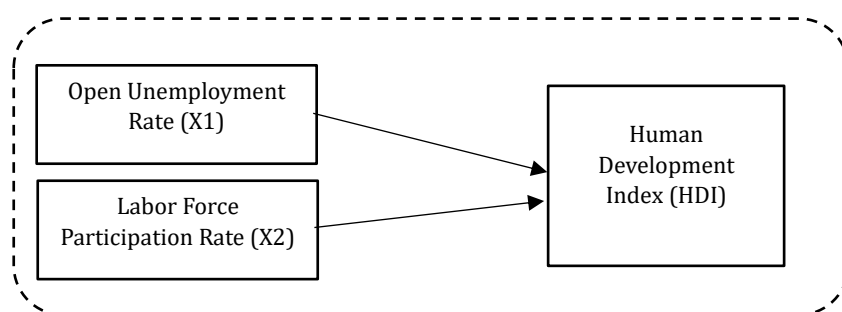 Open Unemployment
Rate (X1)
Labor Force
Participation Rate (X2)
Human
Development
Index (HDI)